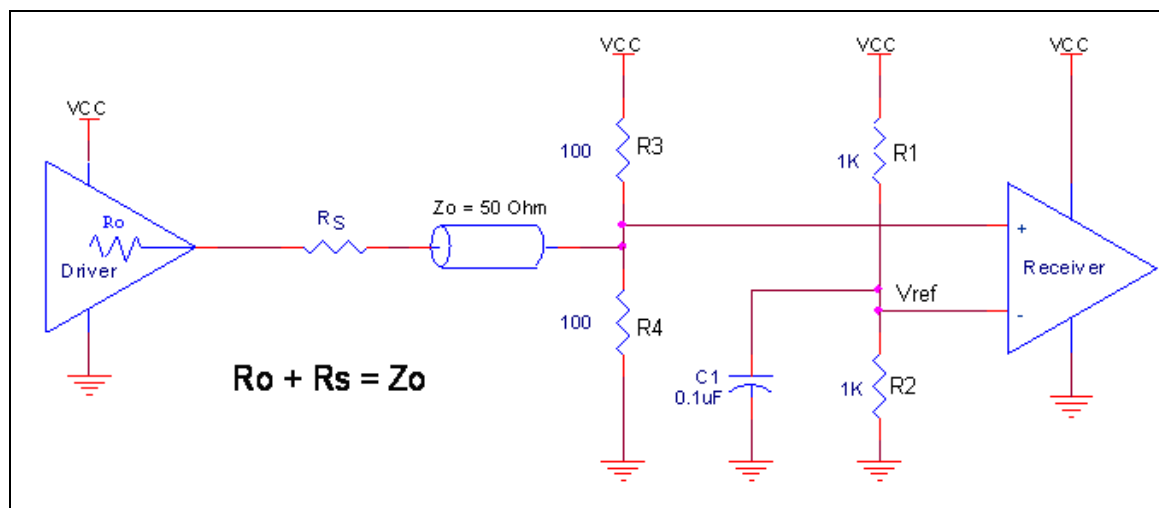 VCC
VCC
VCC
VCC
R3
100
R1
1K
Ro
Driver
RS
Zo = 50 Ohm
+
Receiver
Vref
-
R4
100
Ro + Rs = Zo
C1
0.1uF
R2
1K